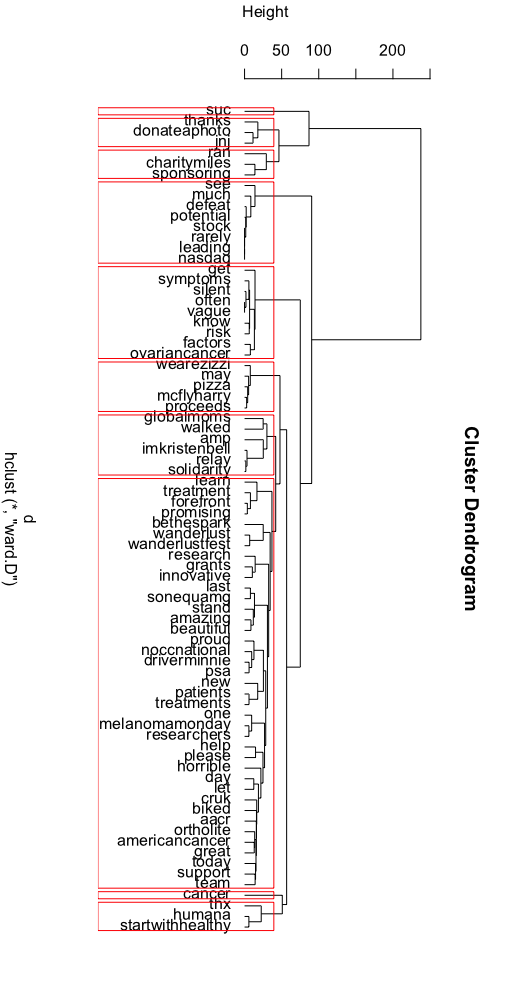 Height
0 50 100 200
suc
thanks
donateaphoto
jnj
ran
charitymiles
sponsoring
see
much
defeat
potential
stock
rarely
leading
nasdaq
get
symptoms
silent
often
vague
know
risk
factors
ovariancancer
wearezizzi
may
pizza
mcflyharry
proceeds
globalmoms
walked
amp
imkristenbell
relay
solidarity
learn
treatment
forefront
promising
bethespark
wanderlust
wanderlustfest
research
grants
innovative
last
sonequamg
stand
amazing
beautiful
proud
noccnational
driverminnie
psa
new
patients
treatments
one
melanomamonday
researchers
help
please
horrible
day
let
cruk
biked
aacr
ortholite
americancancer
great
today
support
team
cancer
thx
humana
startwithhealthy
Cluster Dendrogram
d
hclust (*, "ward.D")